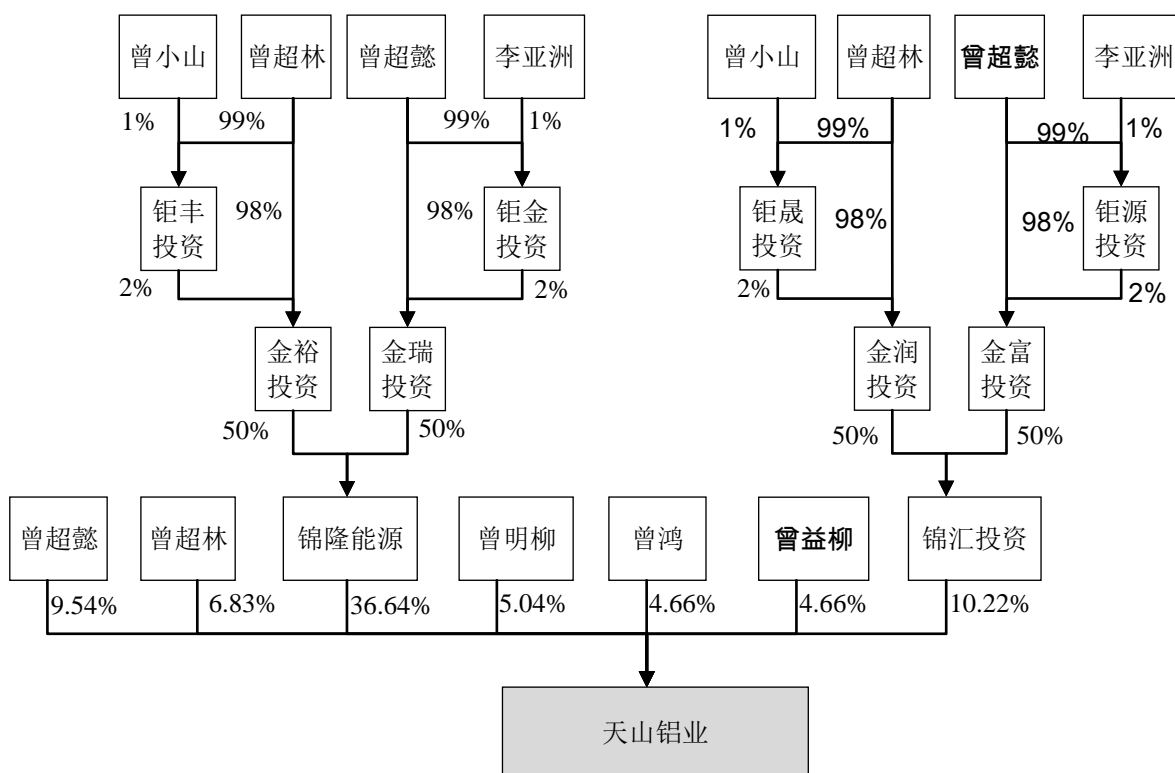 曾小山 曾超林 曾超懿 李亚洲 曾小山 曾超林 曾超懿 李亚洲
1% 99% 99% 1% 1% 99% 99% 1%
钜丰
投资
98% 98%
钜金
投资
钜晟
投资
98% 98%
钜源
投资
2% 2% 2% 2%
金裕
投资
金瑞
投资
金润
投资
金富
投资
50% 50% 50% 50%
曾超懿 曾超林 锦隆能源 曾明柳 曾鸿 曾益柳 锦汇投资
9.54% 6.83% 36.64% 5.04% 4.66% 4.66% 10.22%
天山铝业